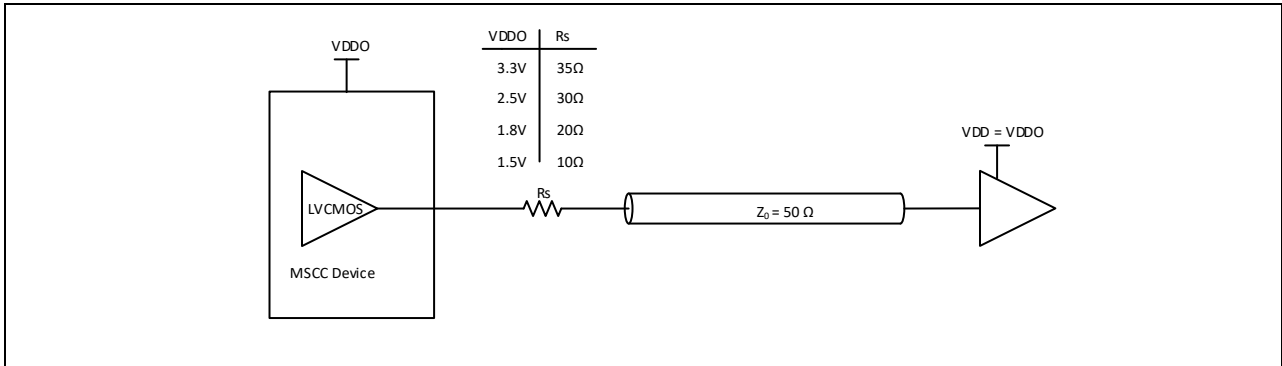 VDDO Rs
VDDO
3.3V 35Ω
2.5V 30Ω
1.8V 20Ω
VDD = VDDO
1.5V 10Ω
Rs
LVCMOS
Z₀ = 50 Ω
MSCC Device